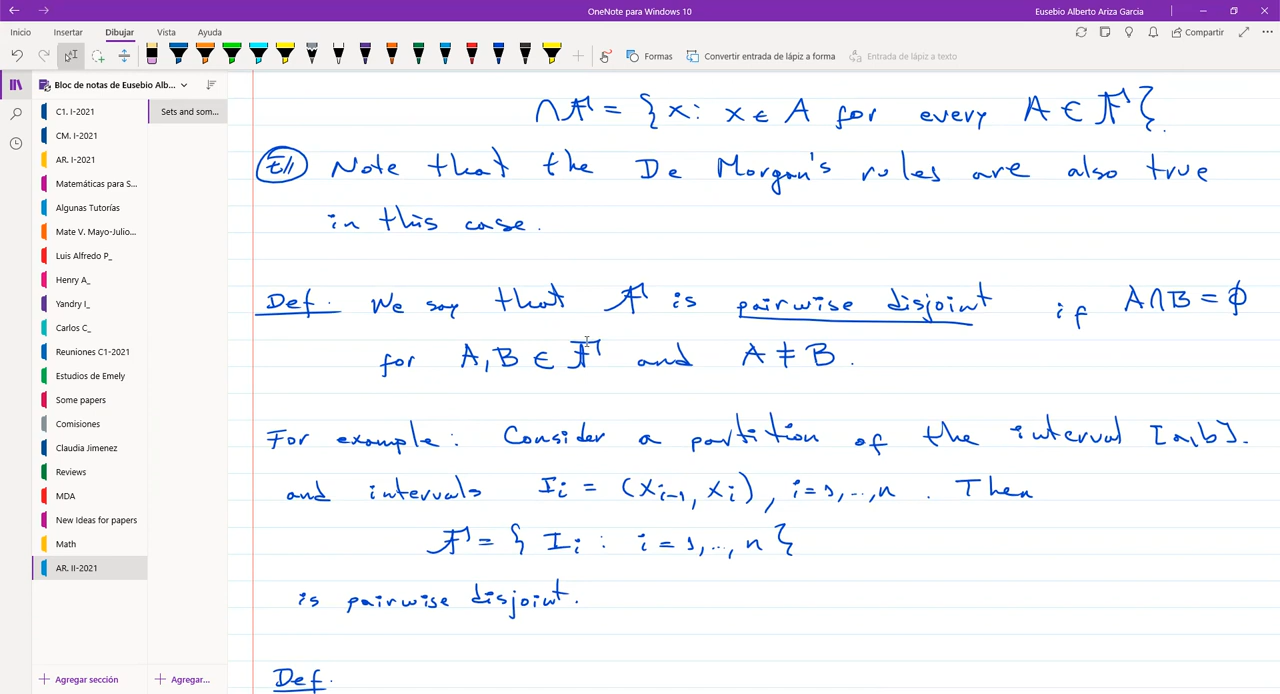 OneNote para Windows 10
Eusebio Alberto Ariza Garcia
Inicio Insertar Dibujar Vista Ayuda
Compartir
Formas Convertir entrada de lápiz a forma Entrada de lápiz a texto
Bloc de notas de Eusebio Alb...
C1. I-2021
CM. I-2021
AR. I-2021
Matemáticas para S...
Algunas Tutorías
Mate V. Mayo-Julio...
Luis Alfredo P_
Henry A_
Yandry I_
Carlos C_
Reuniones C1-2021
Estudios de Emely
Some papers
Comisiones
Claudia Jimenez
Reviews
MDA
New Ideas for papers
Math
AR. II-2021
Agregar sección
Sets and som...
Agregar...
∩𝓕 = { x : x ∈ A for every A ∈ 𝓕 }.
Note that the De Morgan's rules are also true
in this case.
Def. We say that 𝓕 is pairwise disjoint if A∩B = ϕ
for A, B ∈ 𝓕 and A ≠ B.
For example: Consider a partition of the interval [a,b].
and intervals Ii = (xi-1, xi), i=1,...,n. Then
𝓕 = { Ii : i=1,...,n }
is pairwise disjoint.
Def.